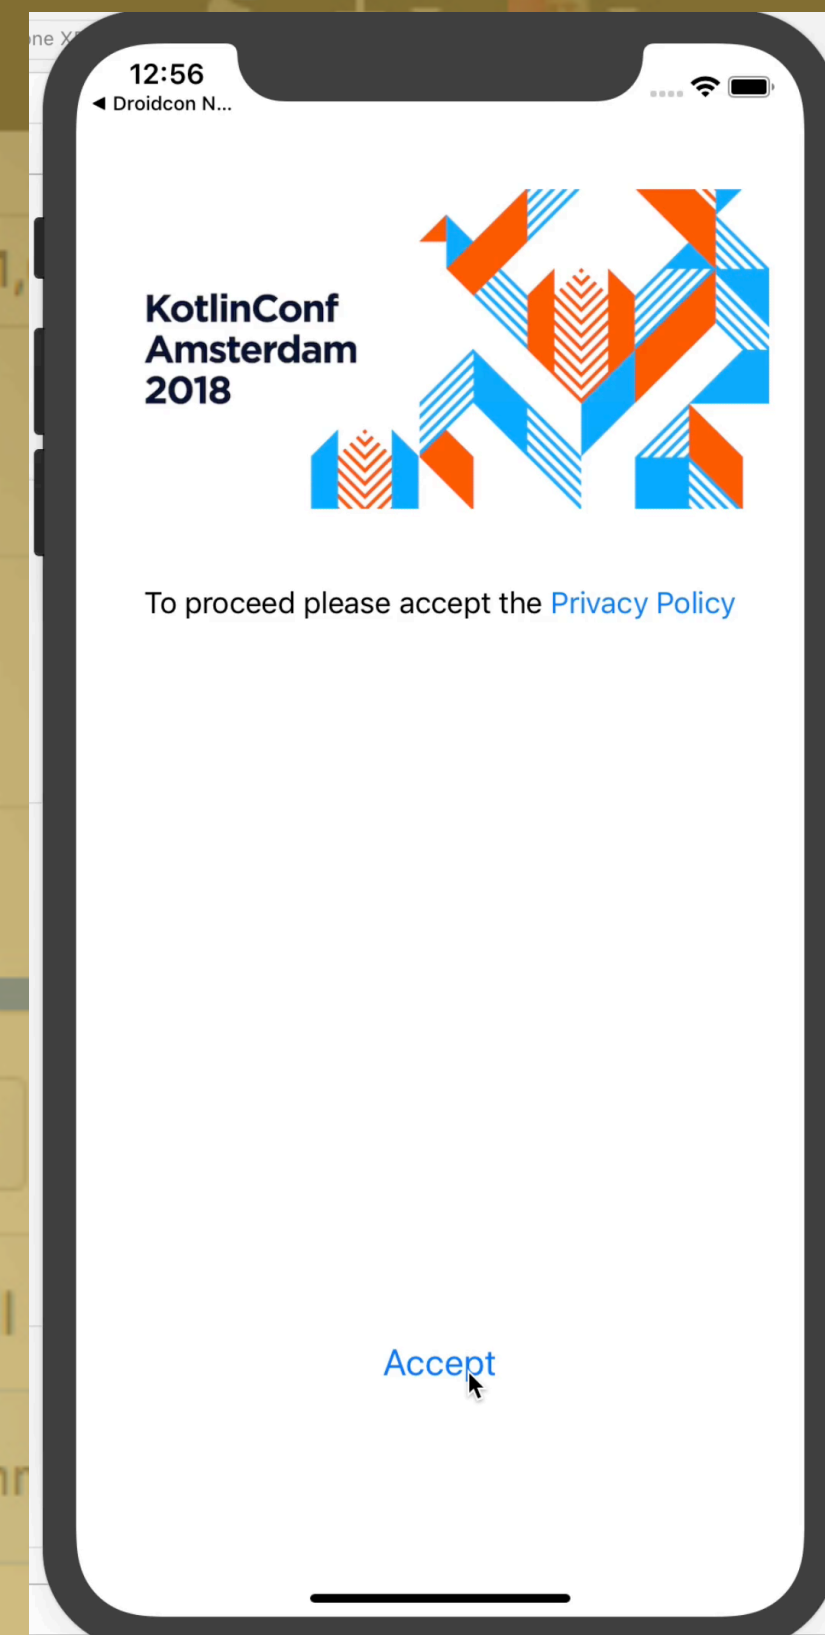 12:56
◀ Droidcon N...
KotlinConf
Amsterdam
2018
To proceed please accept the Privacy Policy
Accept